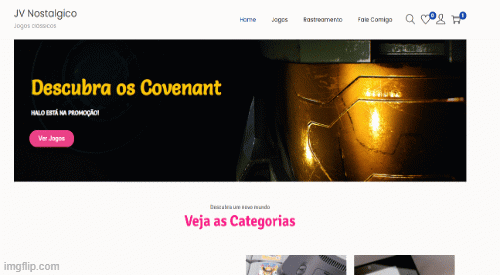 JV Nostalgico
Jogos clássicos
Home Jogos Rastreamento Fale Comigo
0
0
Descubra os Covenant
HALO ESTÁ NA PROMOÇÃO!
Ver Jogos
Descubra um novo mundo
Veja as Categorias
imgflip.com